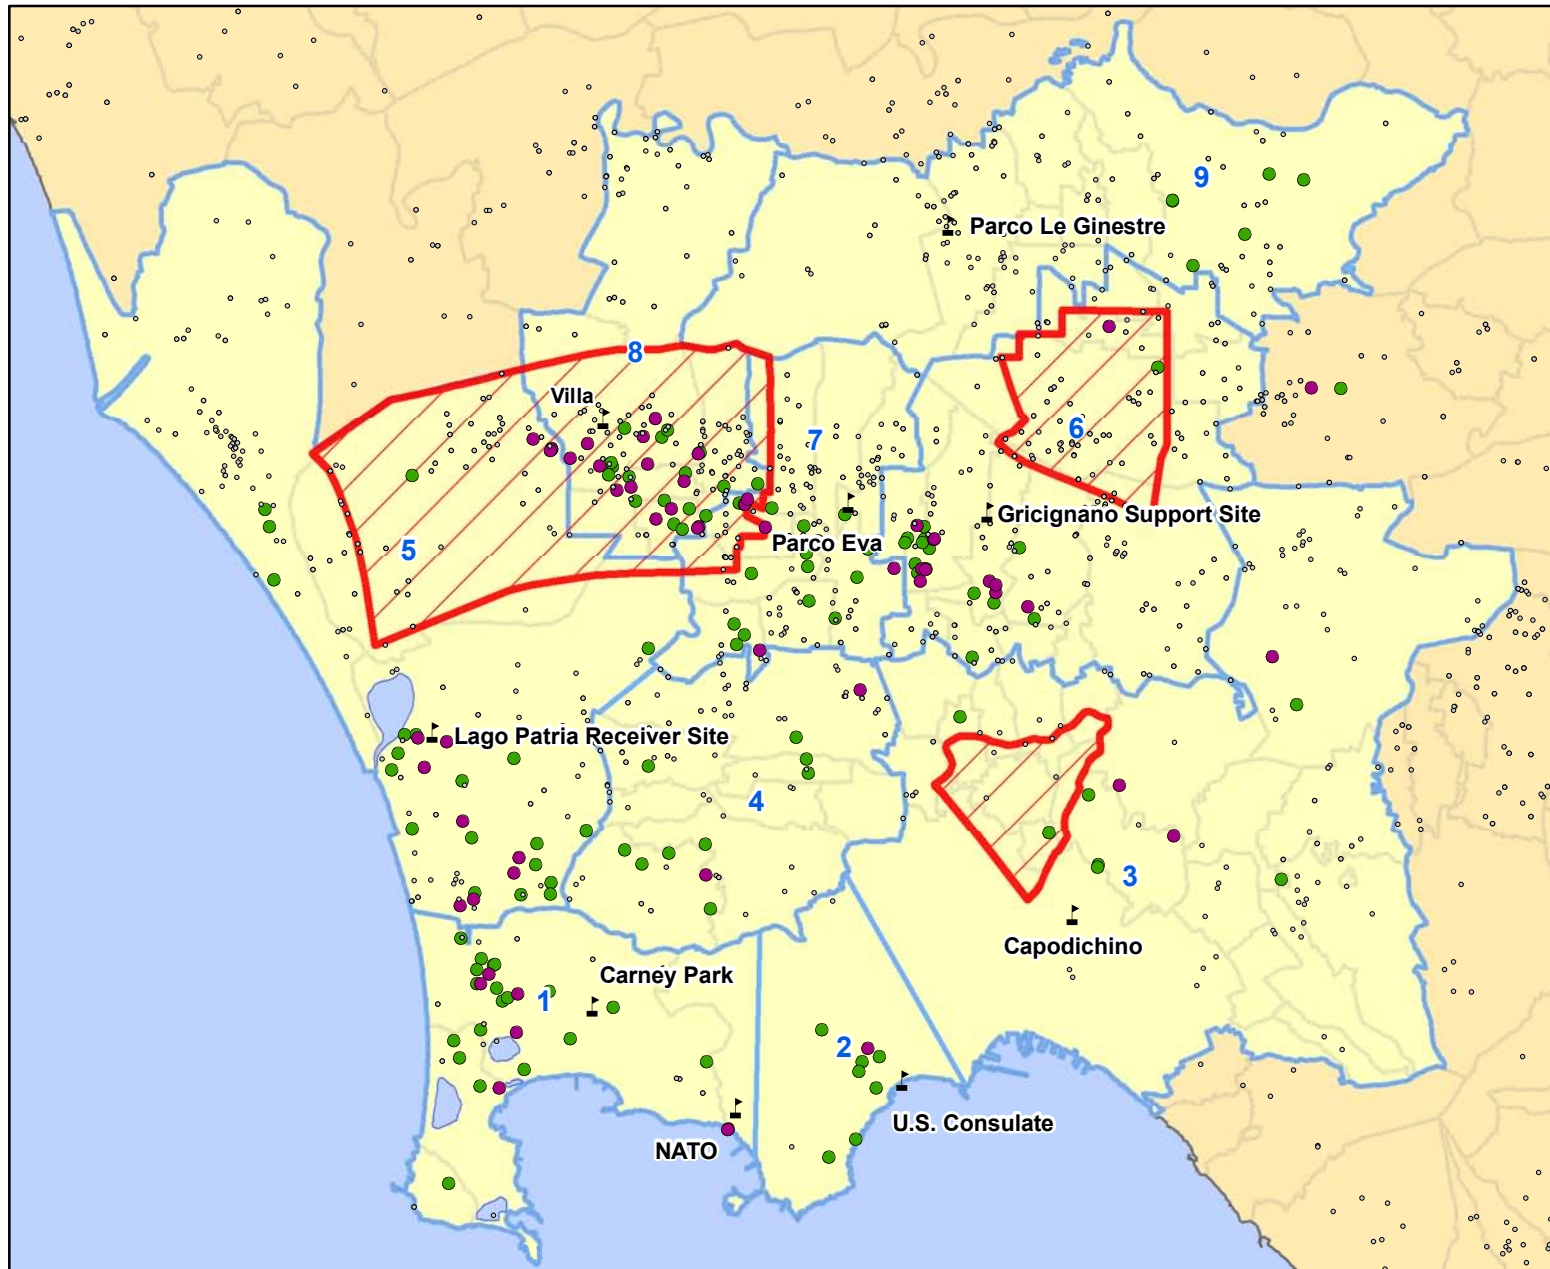 9
Parco Le Ginestre
8
Villa
7
6
Gricignano Support Site
Parco Eva
5
Lago Patria Receiver Site
4
3
Capodichino
Carney Park
1
2
U.S. Consulate
NATO